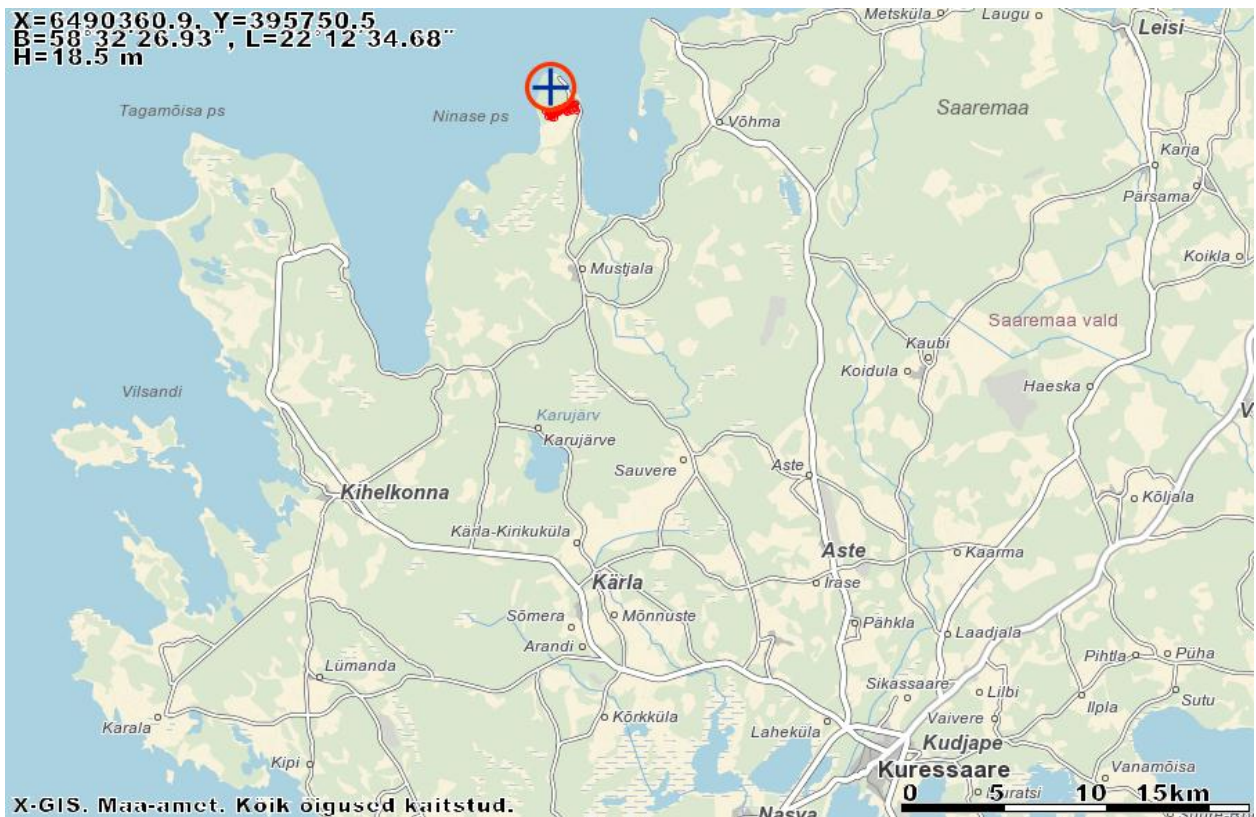 X=6490360.9, Y=395750.5
B=58°32'26.93", L=22°12'34.68"
H=18.5 m
Metsküla
Laugu
Leisi
Tagamõisa ps
Ninase ps
Võhma
Saaremaa
Karja
Pärsama
Koikla
Mustjala
Saaremaa vald
Kaubi
Koidula
Haeska
Vilsandi
Karujärv
Karujärve
V
Sauvere
Aste
Kõljala
Kihelkonna
Kärla-Kirikuküla
Aste
Kaarma
Kärla
Irase
Sõmera
Mõnnuste
Pähkla
Arandi
Laadjala
Pihtla
Püha
Lümanda
Sikassaare
Lilbi
Ilpla
Sutu
Karala
Kõrkküla
Laheküla
Vaivere
Kudjape
Kipi
Kuressaare
Vanamõisa
X-GIS. Maa-amet. Kõik õigused kaitstud.
Nasva
0 5 10 15km